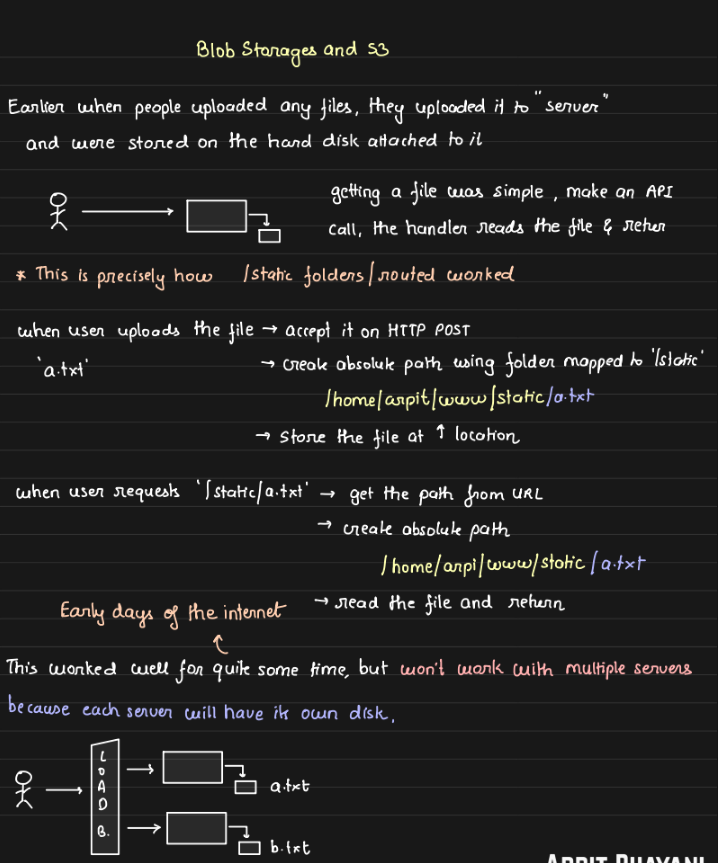 Blob Storages and S3
Earlier when people uploaded any files, they uploaded it to "server"
and were stored on the hard disk attached to it
getting a file was simple, make an API
call, the handler reads the file & retur
* This is precisely how /static folders/routed worked
when user uploads the file → accept it on HTTP POST
'a.txt' → create absolute path using folder mapped to '/static'
/home/arpit/www/static/a.txt
→ store the file at ↑ location
when user requests '/static/a.txt' → get the path from URL
→ create absolute path
/home/arpi/www/static/a.txt
→ read the file and return
Early days of the internet
This worked well for quite some time, but won't work with multiple servers
because each server will have its own disk.
LOAD B.
a.txt
b.txt
ARPIT BHAYANI